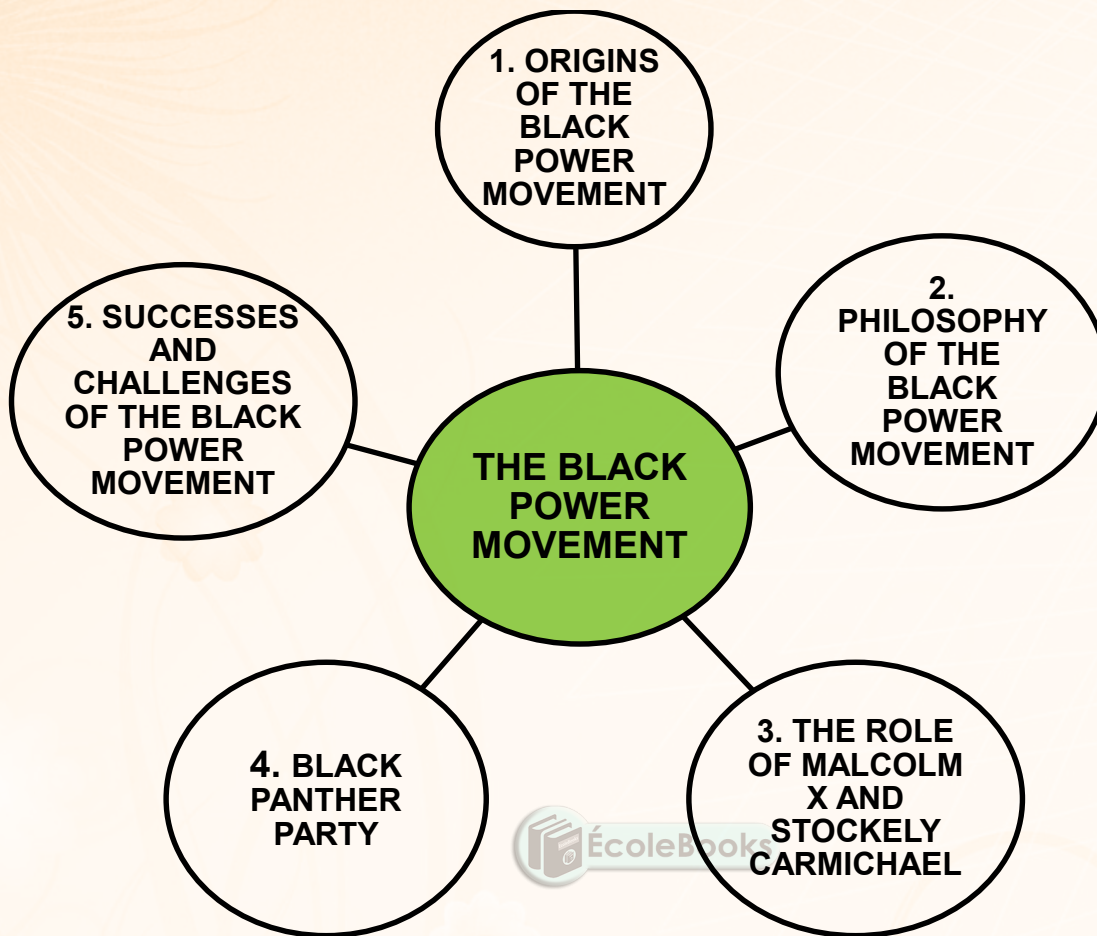 1. ORIGINS
OF THE
BLACK
POWER
MOVEMENT
2.
PHILOSOPHY
OF THE
BLACK
POWER
MOVEMENT
5. SUCCESSES
AND
CHALLENGES
OF THE BLACK
POWER
MOVEMENT
THE BLACK
POWER
MOVEMENT
4. BLACK
PANTHER
PARTY
3. THE ROLE
OF MALCOLM
X AND
STOCKELY
CARMICHAEL
ÉcoleBooks